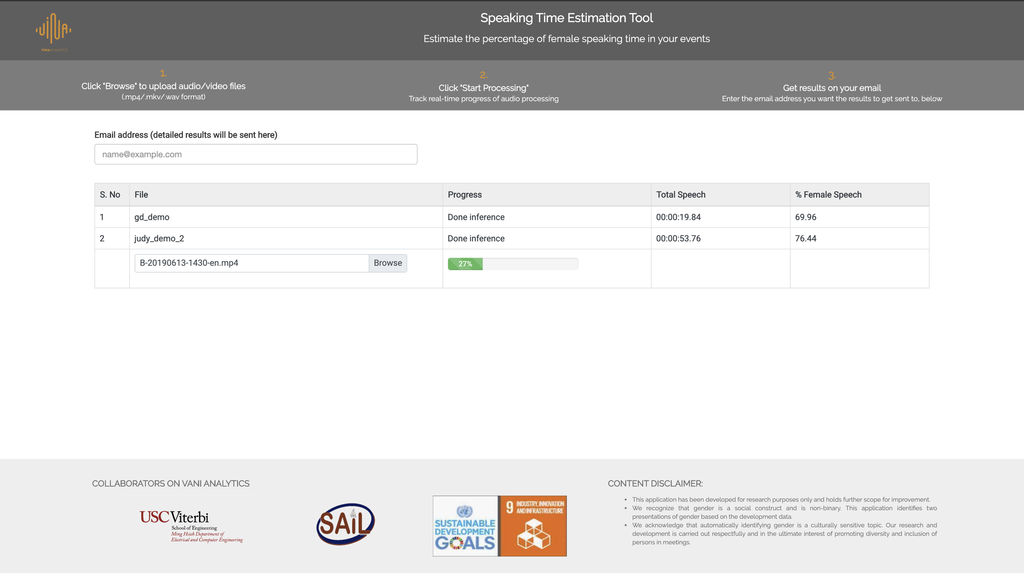 Speaking Time Estimation Tool
Estimate the percentage of female speaking time in your events
1.
Click "Browse" to upload audio/video files
(.mp4/.mkv/.wav format)
2.
Click "Start Processing"
Track real-time progress of audio processing
3.
Get results on your email
Enter the email address you want the results to get sent to, below
Email address (detailed results will be sent here)
name@example.com
S. No File Progress Total Speech % Female Speech
1 gd_demo Done inference 00:00:19.84 69.96
2 judy_demo_2 Done inference 00:00:53.76 76.44
B-20190613-1430-en.mp4 Browse 27%
COLLABORATORS ON VANI ANALYTICS
USC Viterbi
School of Engineering
Ming Hsieh Department of
Electrical and Computer Engineering
SAIL
SUSTAINABLE
DEVELOPMENT
GOALS
9 INDUSTRY, INNOVATION
AND INFRASTRUCTURE
CONTENT DISCLAIMER:
This application has been developed for research purposes only and holds further scope for improvement.
We recognize that gender is a social construct and is non-binary. This application identifies two
presentations of gender based on the development data.
We acknowledge that automatically identifying gender is a culturally sensitive topic. Our research and
development is carried out respectfully and in the ultimate interest of promoting diversity and inclusion of
persons in meetings.